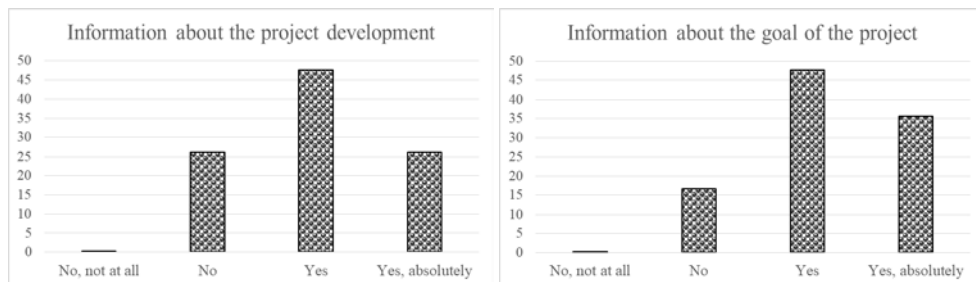 Information about the project development
50
45
40
35
30
25
20
15
10
5
0
No, not at all
No
Yes
Yes, absolutely
Information about the goal of the project
50
45
40
35
30
25
20
15
10
5
0
No, not at all
No
Yes
Yes, absolutely